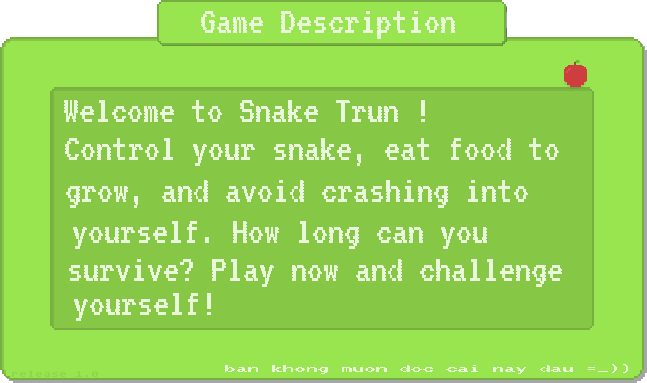 Game Description
Welcome to Snake Trun !
Control your snake, eat food to
grow, and avoid crashing into
yourself. How long can you
survive? Play now and challenge
yourself!
ban khong muon doc cai nay dau =_))
release 1.0